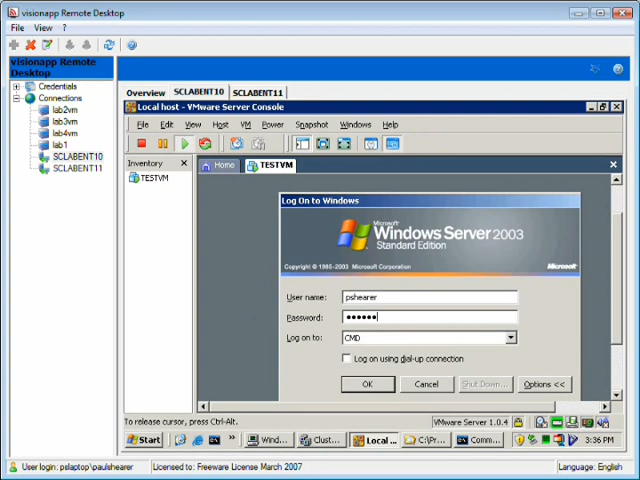 visionapp Remote Desktop
File View ?
visionapp Remote
Desktop
Credentials
Connections
lab2vm
lab3vm
lab4vm
lab1
SCLABENT10
SCLABENT11
Overview SCLABENT10 SCLABENT11
Local host - VMware Server Console
File Edit View Host VM Power Snapshot Windows Help
Inventory
TESTVM
Home TESTVM
Log On to Windows
Microsoft
Windows Server 2003
Standard Edition
Copyright © 1985-2003 Microsoft Corporation
Microsoft
User name: pshearer
Password: ••••••
Log on to: CMD
Log on using dial-up connection
OK Cancel Shut Down... Options <<
To release cursor, press Ctrl-Alt.
VMware Server 1.0.4
Start » Wind... Clust... Local ... C:\Pr... Comm... 3:36 PM
User login: pslaptop\paulshearer Licensed to: Freeware License March 2007 Language: English